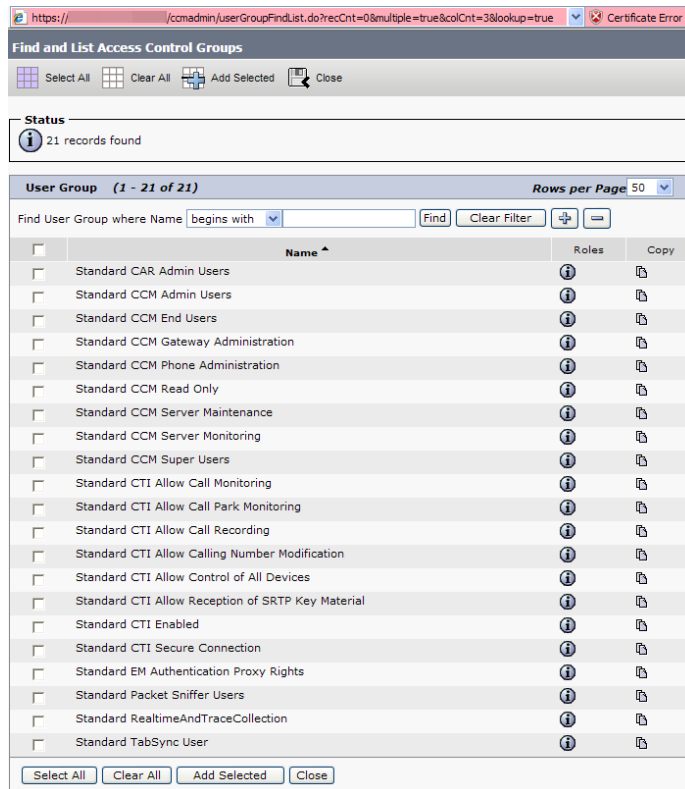 https:// /ccmadmin/userGroupFindList.do?recCnt=0&multiple=true&colCnt=3&lookup=true Certificate Error
Find and List Access Control Groups
Select All Clear All Add Selected Close
Status
21 records found
User Group (1 - 21 of 21) Rows per Page 50
Find User Group where Name begins with Find Clear Filter
Name Roles Copy
Standard CAR Admin Users
Standard CCM Admin Users
Standard CCM End Users
Standard CCM Gateway Administration
Standard CCM Phone Administration
Standard CCM Read Only
Standard CCM Server Maintenance
Standard CCM Server Monitoring
Standard CCM Super Users
Standard CTI Allow Call Monitoring
Standard CTI Allow Call Park Monitoring
Standard CTI Allow Call Recording
Standard CTI Allow Calling Number Modification
Standard CTI Allow Control of All Devices
Standard CTI Allow Reception of SRTP Key Material
Standard CTI Enabled
Standard CTI Secure Connection
Standard EM Authentication Proxy Rights
Standard Packet Sniffer Users
Standard RealtimeAndTraceCollection
Standard TabSync User
Select All Clear All Add Selected Close